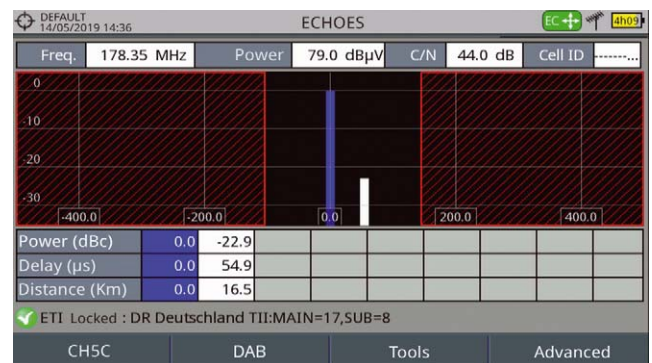 DEFAULT
14/05/2019 14:36
ECHOES
EC
4h09
Freq. 178.35 MHz Power 79.0 dBµV C/N 44.0 dB Cell ID -------...
0
-10
-20
-30
-400.0 -200.0 0.0 200.0 400.0
Power (dBc) 0.0 -22.9
Delay (µs) 0.0 54.9
Distance (Km) 0.0 16.5
ETI Locked : DR Deutschland TII:MAIN=17,SUB=8
CH5C DAB Tools Advanced